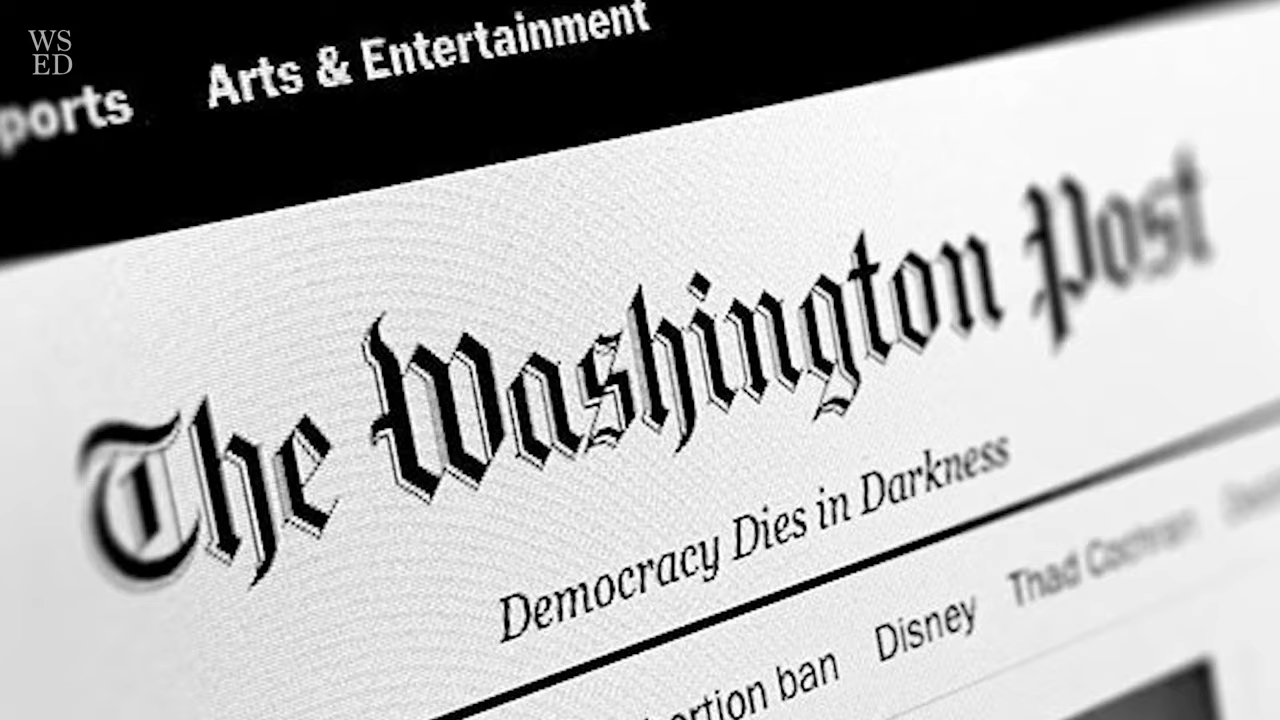 WS
ED
ports Arts & Entertainment
The Washington Post
Democracy Dies in Darkness
ortion ban Disney Thad Cochran